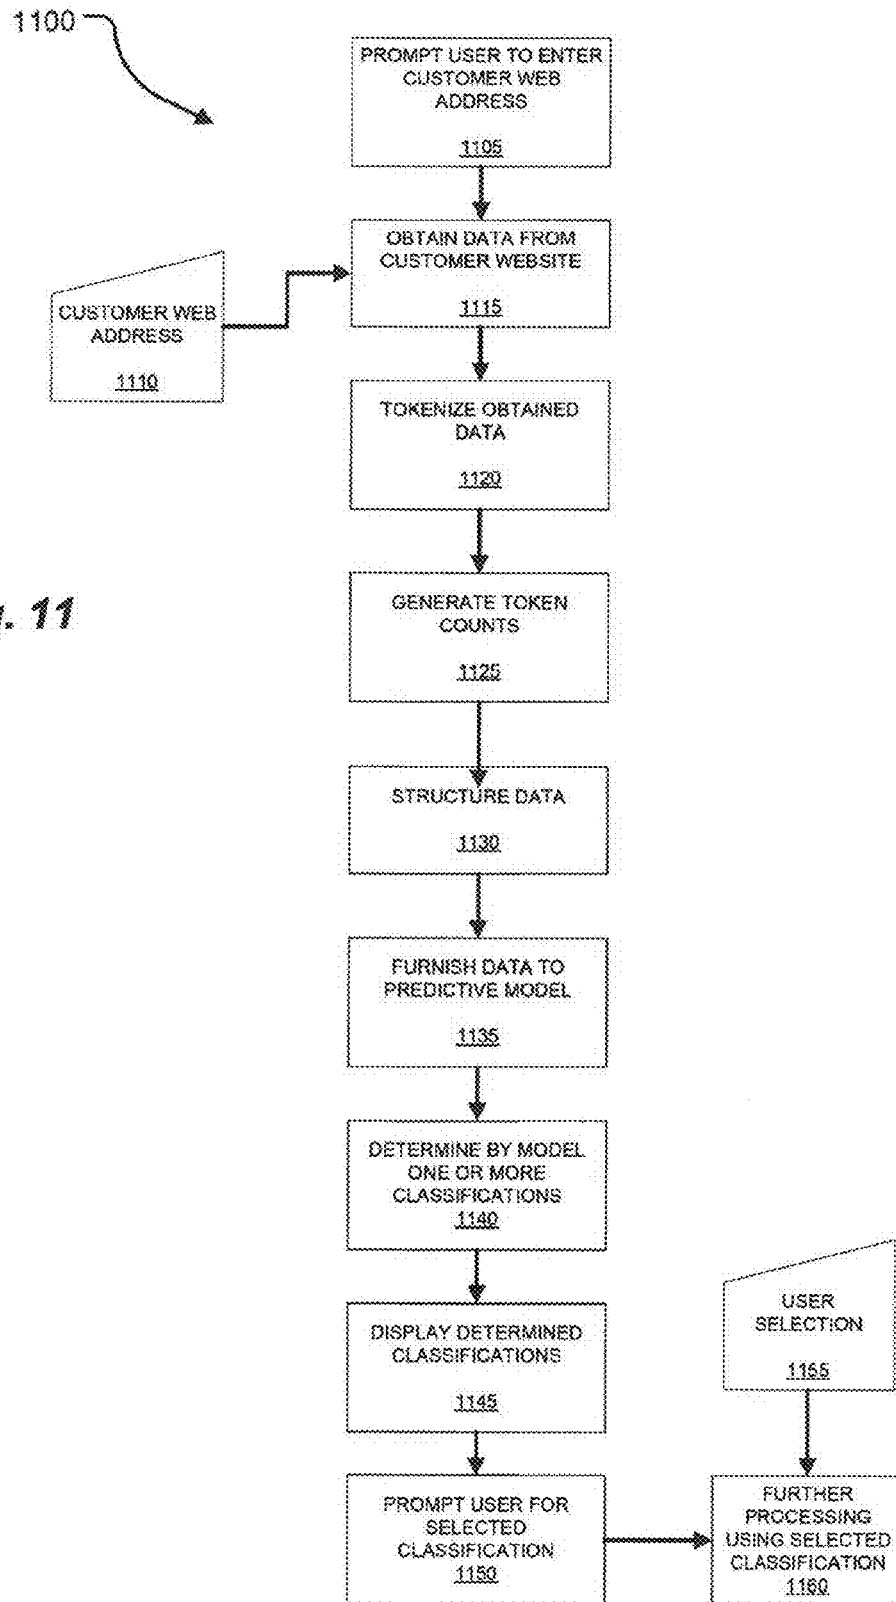 1100
PROMPT USER TO ENTER
CUSTOMER WEB
ADDRESS
1105
OBTAIN DATA FROM
CUSTOMER WEBSITE
1115
CUSTOMER WEB
ADDRESS
1110
TOKENIZE OBTAINED
DATA
1120
. 11
GENERATE TOKEN
COUNTS
1125
STRUCTURE DATA
1130
FURNISH DATA TO
PREDICTIVE MODEL
1135
DETERMINE BY MODEL
ONE OR MORE
CLASSIFICATIONS
1140
USER
SELECTION
1155
DISPLAY DETERMINED
CLASSIFICATIONS
1145
PROMPT USER FOR
SELECTED
CLASSIFICATION
1150
FURTHER
PROCESSING
USING SELECTED
CLASSIFICATION
1160